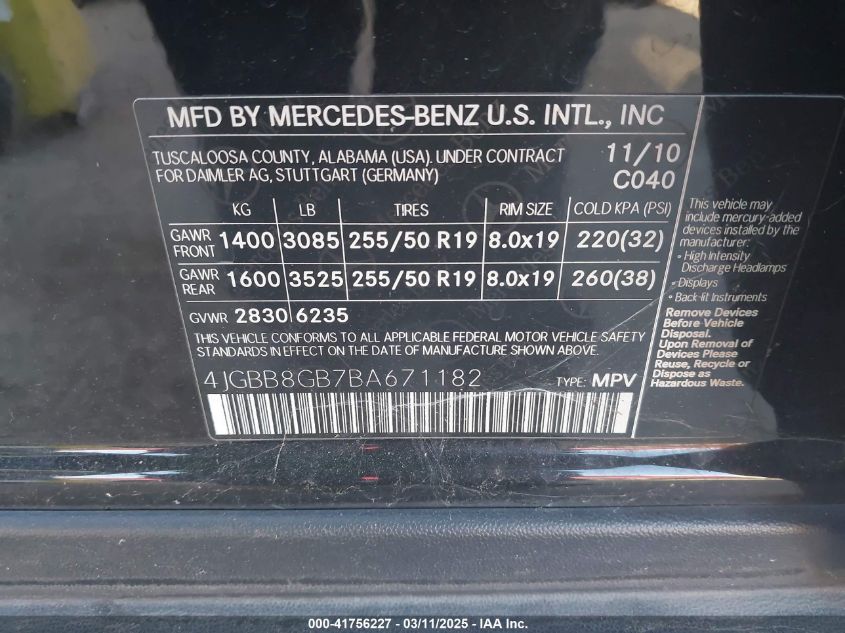 MFD BY MERCEDES-BENZ U.S. INTL., INC
TUSCALOOSA COUNTY, ALABAMA (USA). UNDER CONTRACT 11/10
FOR DAIMLER AG, STUTTGART (GERMANY) C040
KG LB TIRES RIM SIZE COLD KPA (PSI)
GAWR FRONT 1400 3085 255/50 R19 8.0x19 220(32)
GAWR REAR 1600 3525 255/50 R19 8.0x19 260(38)
GVWR 2830 6235
THIS VEHICLE CONFORMS TO ALL APPLICABLE FEDERAL MOTOR VEHICLE SAFETY
STANDARDS IN EFFECT ON THE DATE OF MANUFACTURE SHOWN ABOVE.
4JGBB8GB7BA671182 TYPE: MPV
This vehicle may
include mercury-added
devices installed by the
manufacturer:
• High Intensity
Discharge Headlamps
• Displays
• Back-lit Instruments
Remove Devices
Before Vehicle
Disposal.
Upon Removal of
Devices Please
Reuse, Recycle or
Dispose as
Hazardous Waste.
000-41756227 - 03/11/2025 - IAA Inc.